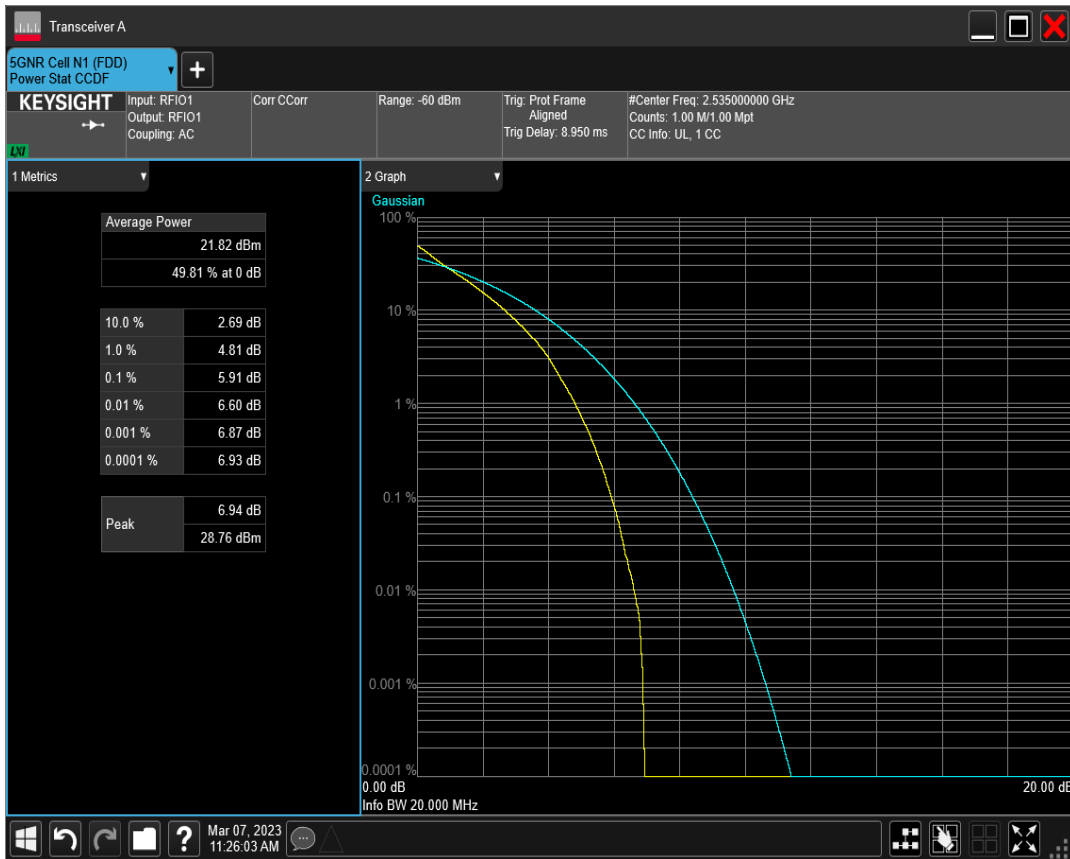 Transceiver A
5GNR Cell N1 (FDD)
Power Stat CCDF
+
KEYSIGHT
LXI
Input: RFIO1
Output: RFIO1
Coupling: AC
Corr CCorr
Range: -60 dBm
Trig: Prot Frame
Aligned
Trig Delay: 8.950 ms
#Center Freq: 2.535000000 GHz
Counts: 1.00 M/1.00 Mpt
CC Info: UL, 1 CC
1 Metrics
Average Power
21.82 dBm
49.81 % at 0 dB
10.0 % 2.69 dB
1.0 % 4.81 dB
0.1 % 5.91 dB
0.01 % 6.60 dB
0.001 % 6.87 dB
0.0001 % 6.93 dB
Peak 6.94 dB
28.76 dBm
2 Graph
Gaussian
100 %
10 %
1 %
0.1 %
0.01 %
0.001 %
0.0001 %
0.00 dB 20.00 dB
Info BW 20.000 MHz
?
Mar 07, 2023
11:26:03 AM